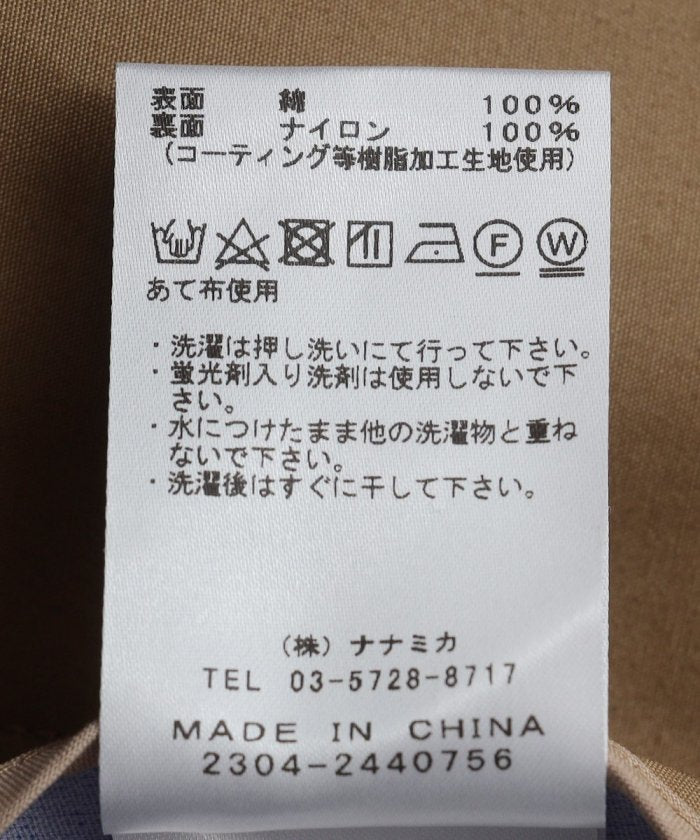 表面 綿 100%
裏面 ナイロン 100%
(コーティング等樹脂加工生地使用)
F W
あて布使用
・洗濯は押し洗いにて行って下さい。
・蛍光剤入り洗剤は使用しないで下
さい。
・水につけたまま他の洗濯物と重ね
ないで下さい。
・洗濯後はすぐに干して下さい。
(株) ナナミカ
TEL 03-5728-8717
MADE IN CHINA
2304-2440756